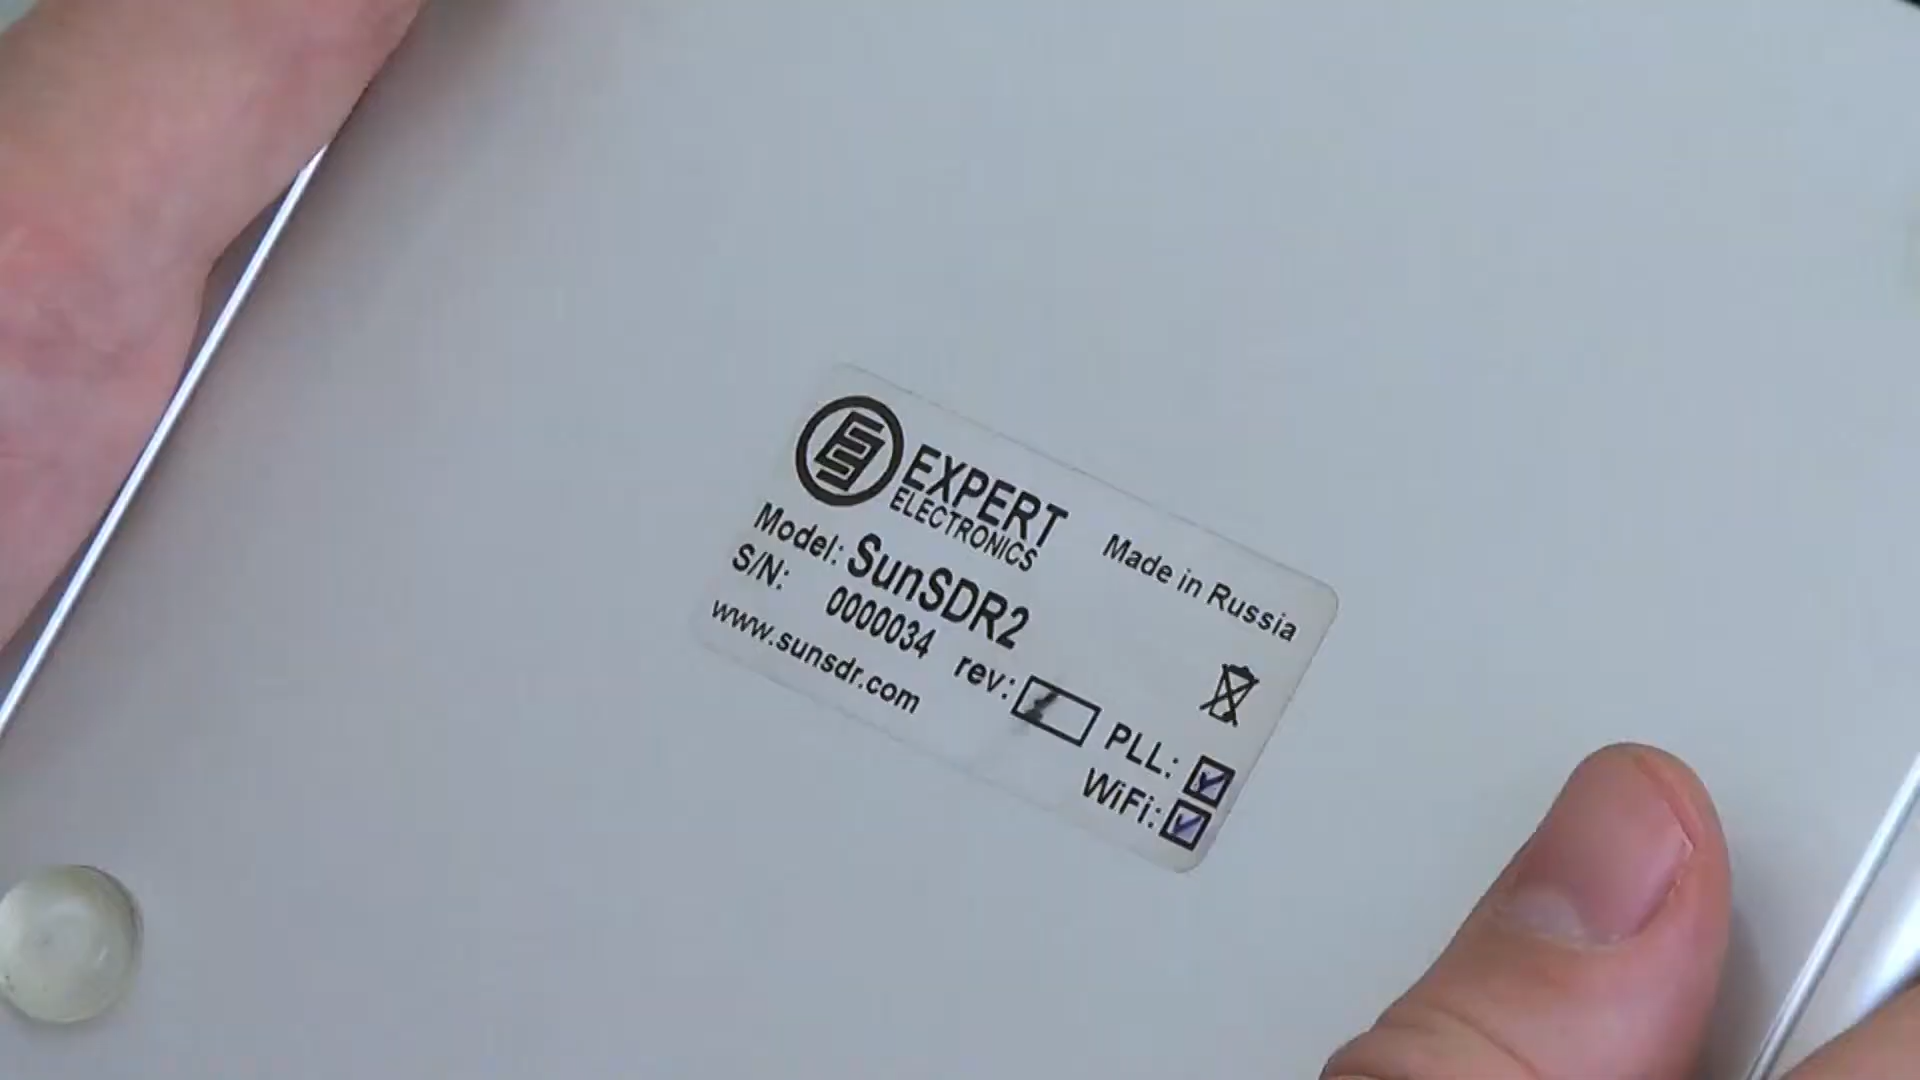 EXPERT
ELECTRONICS
Made in Russia
Model: SunSDR2
S/N: 0000034 rev:
www.sunsdr.com
PLL:
WiFi: